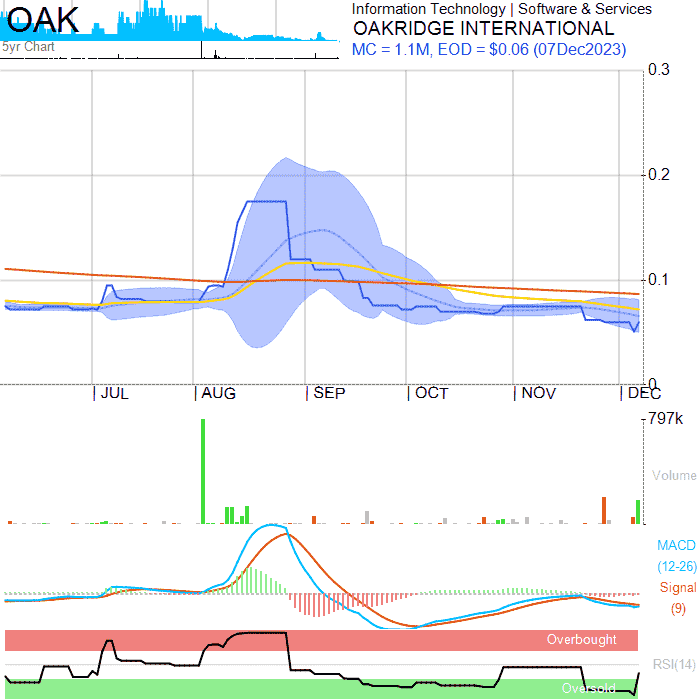 OAK
5yr Chart
Information Technology | Software & Services
OAKRIDGE INTERNATIONAL
MC = 1.1M, EOD = $0.06 (07Dec2023)
0.3
0.2
0.1
0
JUL
AUG
SEP
OCT
NOV
DEC
797k
Volume
MACD
(12-26)
Signal
(9)
Overbought
RSI(14)
Oversold